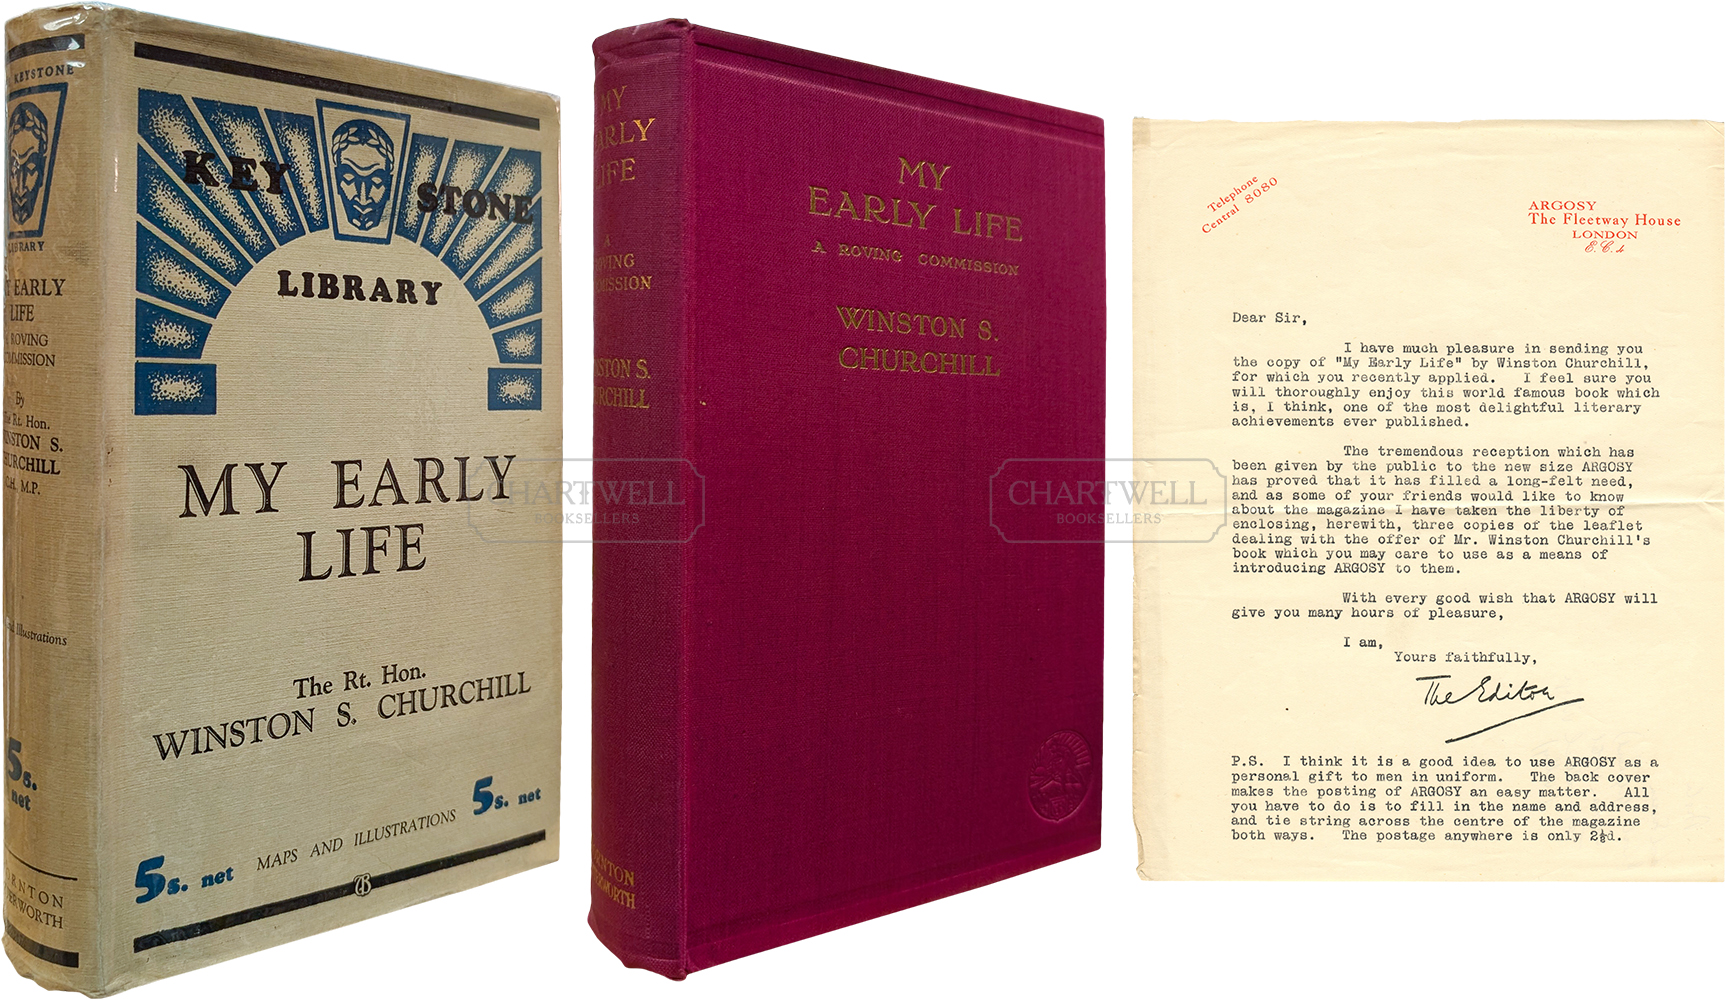 KEYSTONE
LIBRARY
EARLY
LIFE
ROVING
COMMISSION
By
The Rt. Hon.
WINSTON S.
CHURCHILL
C.H. M.P.
Illustrations
5s.
net
THORNTON
BUTTERWORTH
KEY STONE
LIBRARY
MY EARLY
LIFE
The Rt. Hon.
WINSTON S. CHURCHILL
5s. net MAPS AND ILLUSTRATIONS 5s. net
TB
MY
EARLY
LIFE
A
ROVING
COMMISSION
WINSTON S.
CHURCHILL
THORNTON
BUTTERWORTH
MY
EARLY LIFE
A ROVING COMMISSION
WINSTON S.
CHURCHILL
CHARTWELL
BOOKSELLERS
CHARTWELL
BOOKSELLERS
Telephone
Central 8080
ARGOSY
The Fleetway House
LONDON
E.C.4
Dear Sir,
I have much pleasure in sending you
the copy of "My Early Life" by Winston Churchill,
for which you recently applied. I feel sure you
will thoroughly enjoy this world famous book which
is, I think, one of the most delightful literary
achievements ever published.
The tremendous reception which has
been given by the public to the new size ARGOSY
has proved that it has filled a long-felt need,
and as some of your friends would like to know
about the magazine I have taken the liberty of
enclosing, herewith, three copies of the leaflet
dealing with the offer of Mr. Winston Churchill's
book which you may care to use as a means of
introducing ARGOSY to them.
With every good wish that ARGOSY will
give you many hours of pleasure,
I am,
Yours faithfully,
The Editor
P.S. I think it is a good idea to use ARGOSY as a
personal gift to men in uniform. The back cover
makes the posting of ARGOSY an easy matter. All
you have to do is to fill in the name and address,
and tie string across the centre of the magazine
both ways. The postage anywhere is only 2½d.